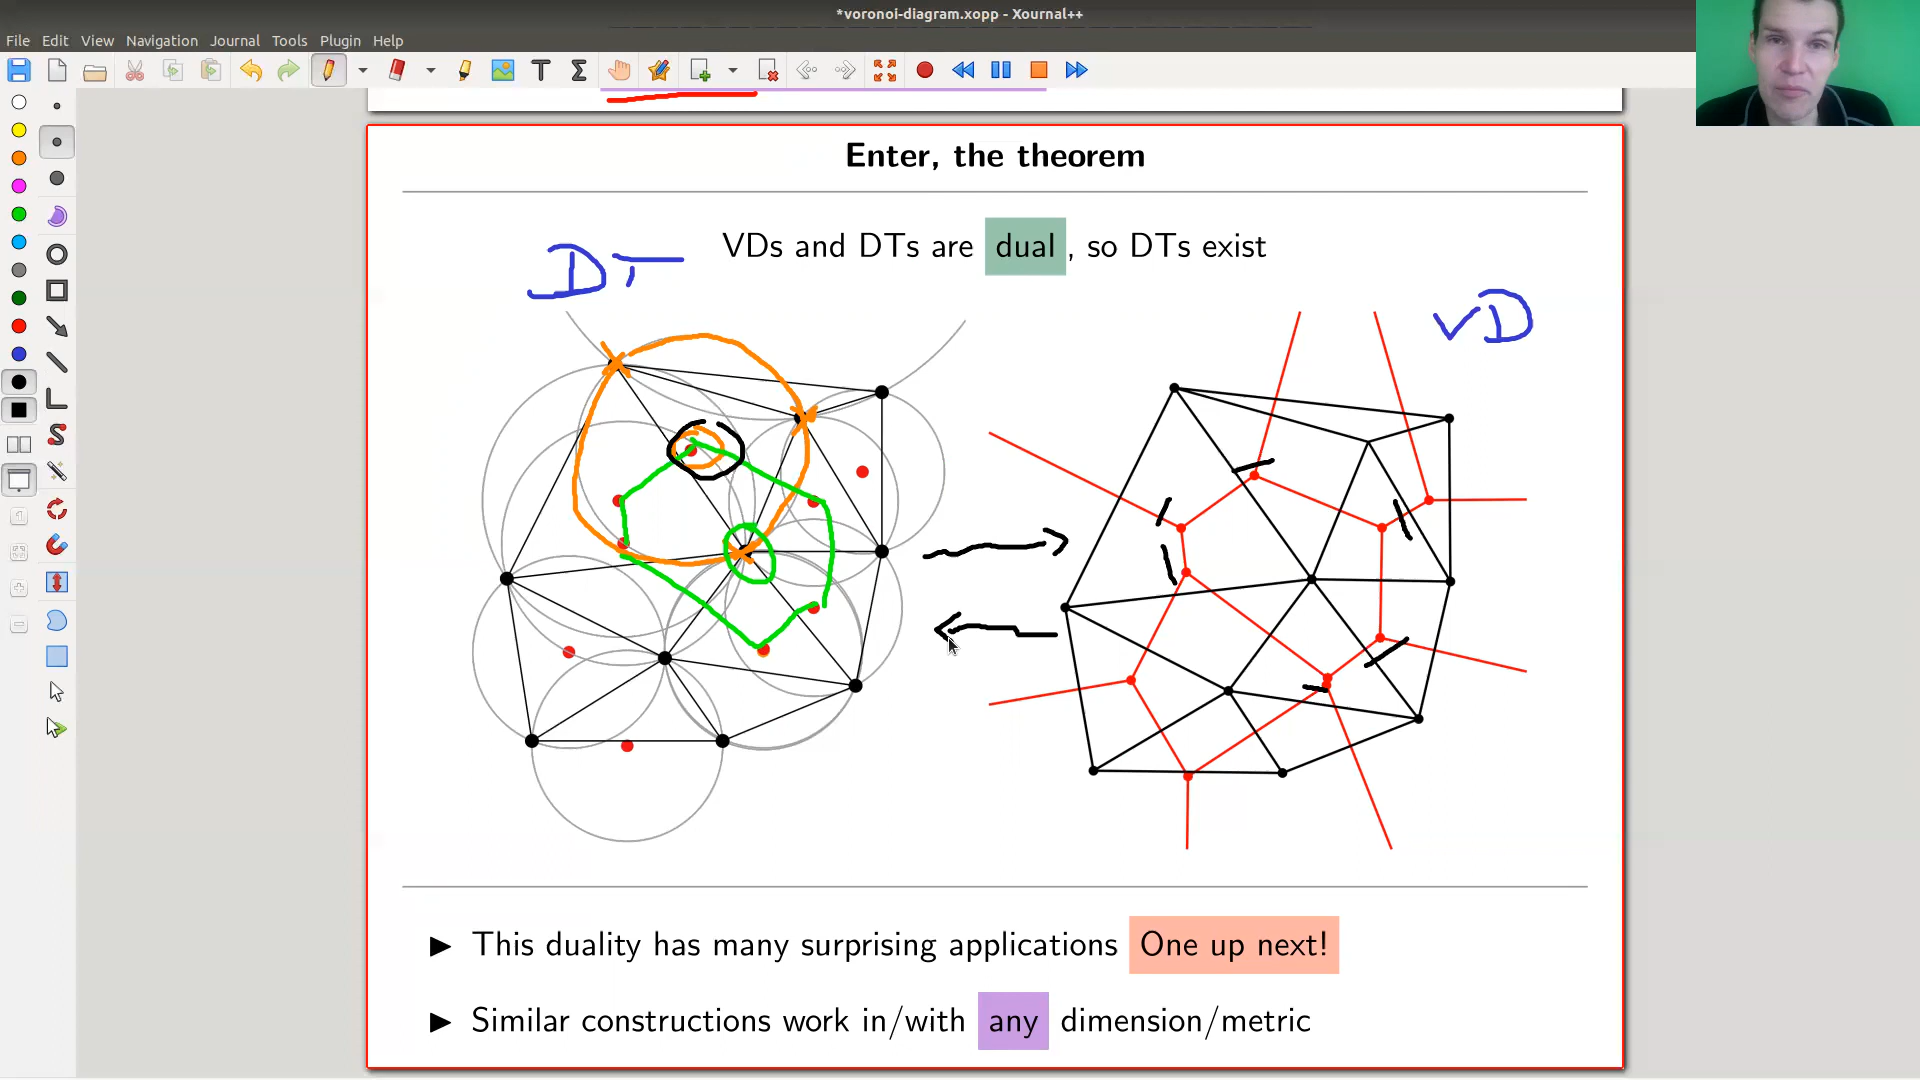 *voronoi-diagram.xopp - Xournal++
File Edit View Navigation Journal Tools Plugin Help
Enter, the theorem
VDs and DTs are dual, so DTs exist
DT
VD
▶ This duality has many surprising applications One up next!
▶ Similar constructions work in/with any dimension/metric